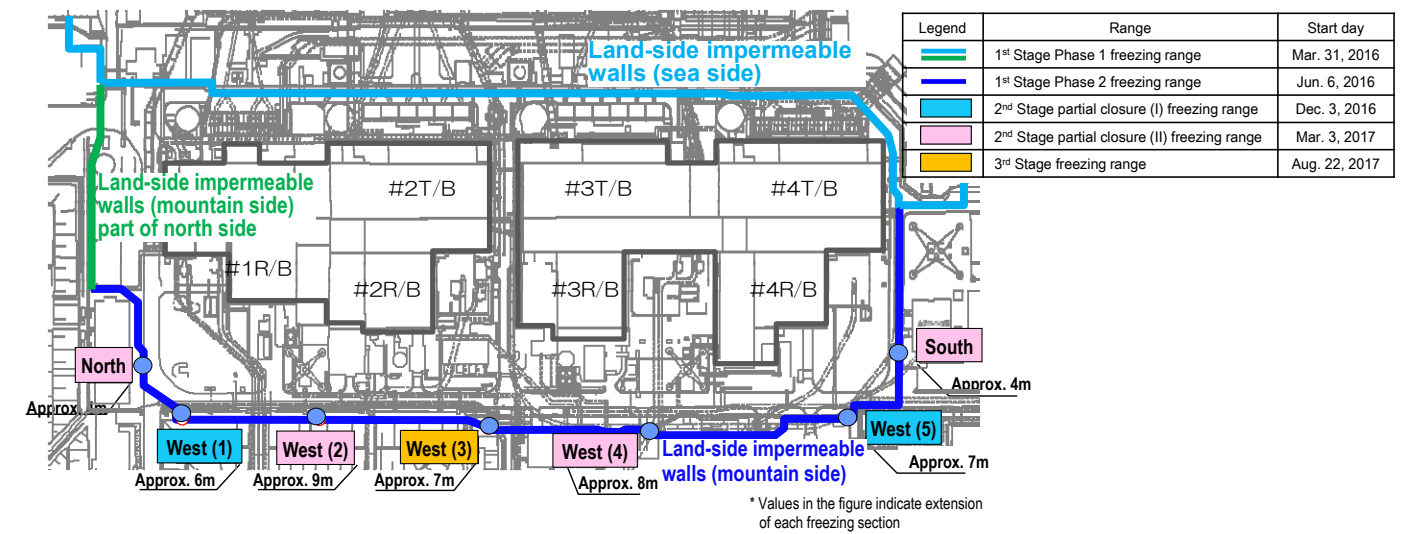 Land-side impermeable
walls (sea side)
Legend Range Start day
1st Stage Phase 1 freezing range Mar. 31, 2016
1st Stage Phase 2 freezing range Jun. 6, 2016
2nd Stage partial closure (I) freezing range Dec. 3, 2016
2nd Stage partial closure (II) freezing range Mar. 3, 2017
3rd Stage freezing range Aug. 22, 2017
Land-side impermeable
walls (mountain side)
part of north side
#2T/B
#3T/B
#4T/B
#1R/B
#2R/B
#3R/B
#4R/B
North
Approx.
South
Approx. 4m
West (1)
Approx. 6m
West (2)
Approx. 9m
West (3)
Approx. 7m
West (4)
Approx. 8m
Land-side impermeable
walls (mountain side)
West (5)
Approx. 7m
* Values in the figure indicate extension
of each freezing section